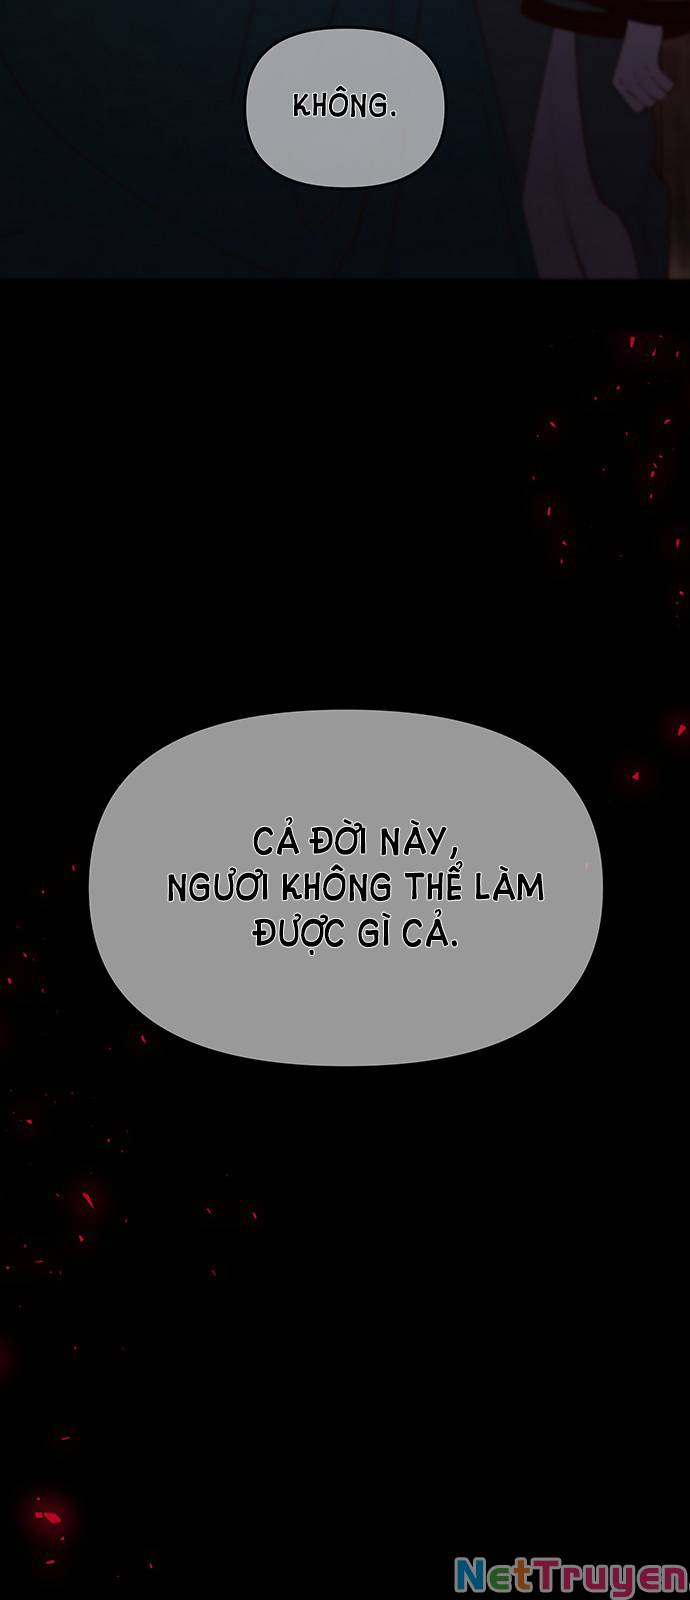 KHÔNG.
CẢ ĐỜI NÀY,
NGƯƠI KHÔNG THỂ LÀM
ĐƯỢC GÌ CẢ.
NetTruyen